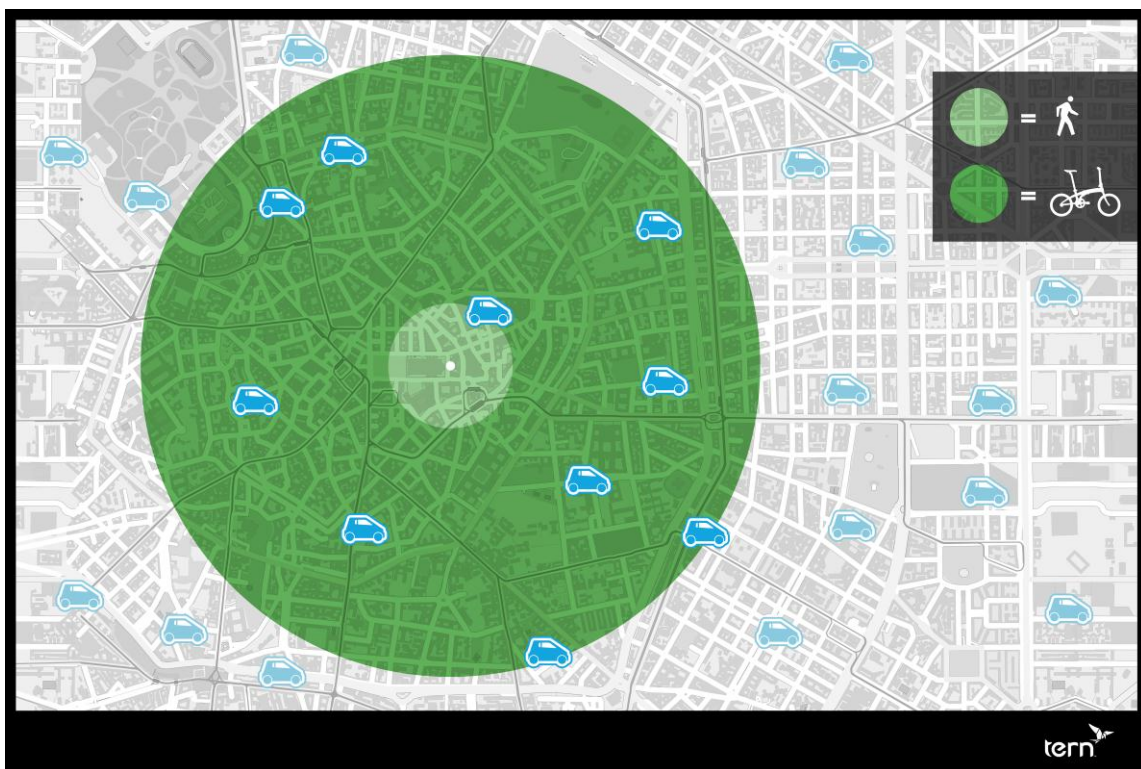 =
=
tern